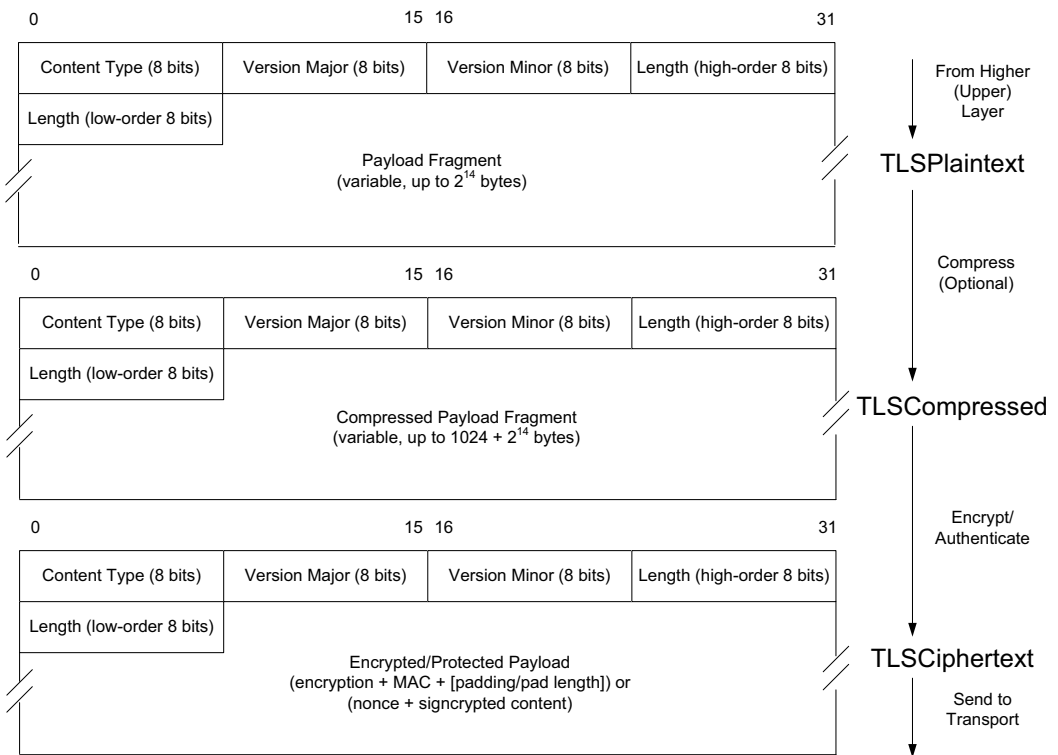 0 15 16 31
Content Type (8 bits) Version Major (8 bits) Version Minor (8 bits) Length (high-order 8 bits)
Length (low-order 8 bits)
Payload Fragment
(variable, up to 2¹⁴ bytes)
From Higher
(Upper)
Layer
TLSPlaintext
Compress
(Optional)
0 15 16 31
Content Type (8 bits) Version Major (8 bits) Version Minor (8 bits) Length (high-order 8 bits)
Length (low-order 8 bits)
Compressed Payload Fragment
(variable, up to 1024 + 2¹⁴ bytes)
TLSCompressed
Encrypt/
Authenticate
0 15 16 31
Content Type (8 bits) Version Major (8 bits) Version Minor (8 bits) Length (high-order 8 bits)
Length (low-order 8 bits)
Encrypted/Protected Payload
(encryption + MAC + [padding/pad length]) or
(nonce + signcrypted content)
TLSCiphertext
Send to
Transport